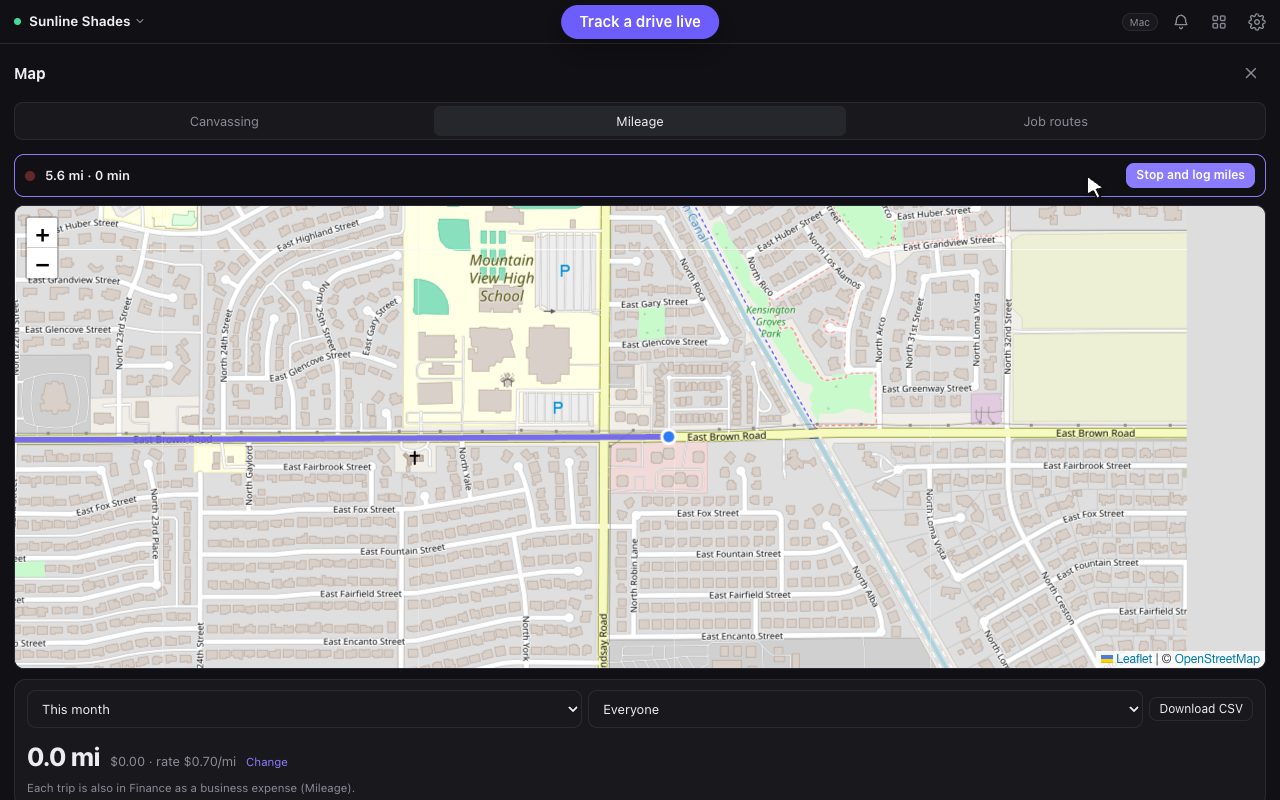 Sunline Shades
Track a drive live
Mac
Map
Canvassing
Mileage
Job routes
5.6 mi · 0 min
Stop and log miles
+
−
East Highland Street
Mountain
View High
School
P
East Huber Street
East Huber Street
East Grandview Street
North Los Alamos
North Rico
North Roca
East Grandview Street
North 25th Street
East Gary Street
East Gary Street
Kensington
Groves
Park
North Arco
North 31st Street
North Loma Vista
North 32nd Street
East Glencove Street
North 23rd Street
North 24th Street
East Glencove Street
East Glencove Street
East Greenway Street
P
East Brown Road
East Brown Road
East Brown Road
East Fairbrook Street
North Gaylord
North Yale
East Fairbrook Street
East Fox Street
North 23rd Place
East Fox Street
East Fox Street
North Loma Vista
East Fox Street
East Fountain Street
East Fountain Street
East Fountain Street
North Robin Lane
North Alba
East Fairfield Street
East Fairfield Street
North Creston
East Fairfield Str
North York
East Encanto Street
East Encanto Street
24th Street
ndsay Road
Leaflet | © OpenStreetMap
This month
Everyone
Download CSV
0.0 mi $0.00 · rate $0.70/mi Change
Each trip is also in Finance as a business expense (Mileage).